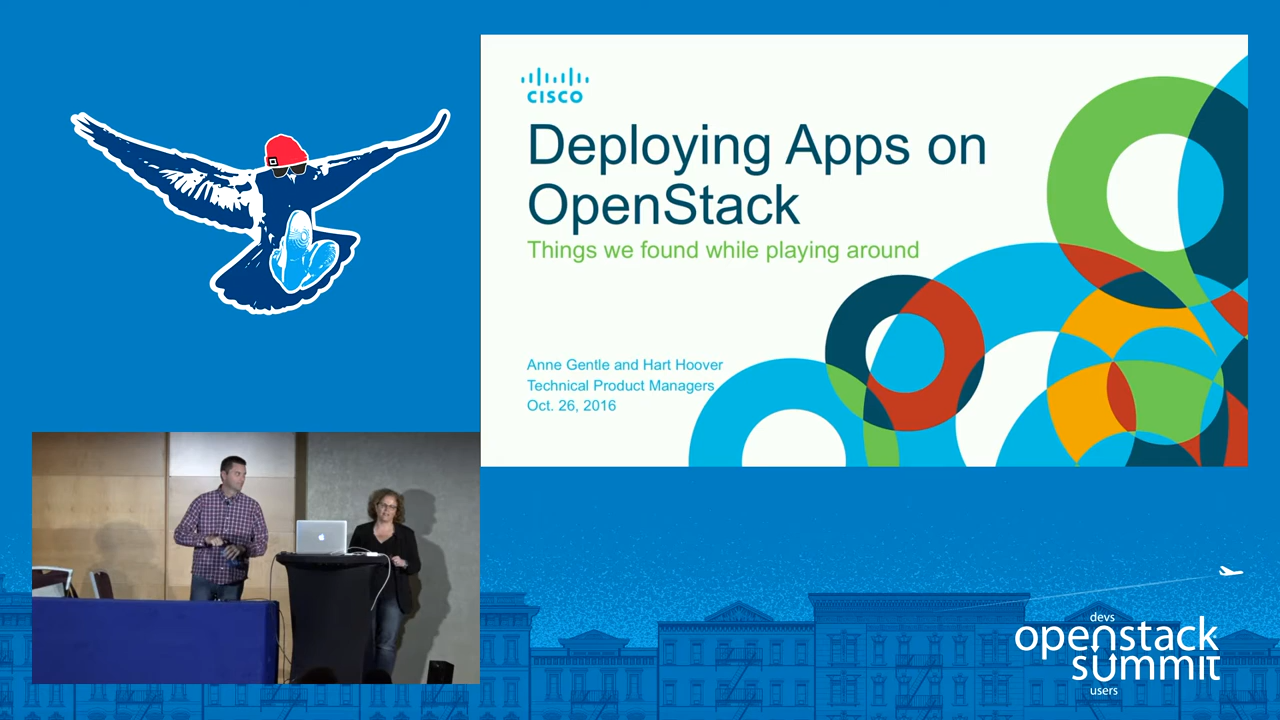 CISCO
Deploying Apps on
OpenStack
Things we found while playing around
Anne Gentle and Hart Hoover
Technical Product Managers
Oct. 26, 2016
devs
openstack
summit
users